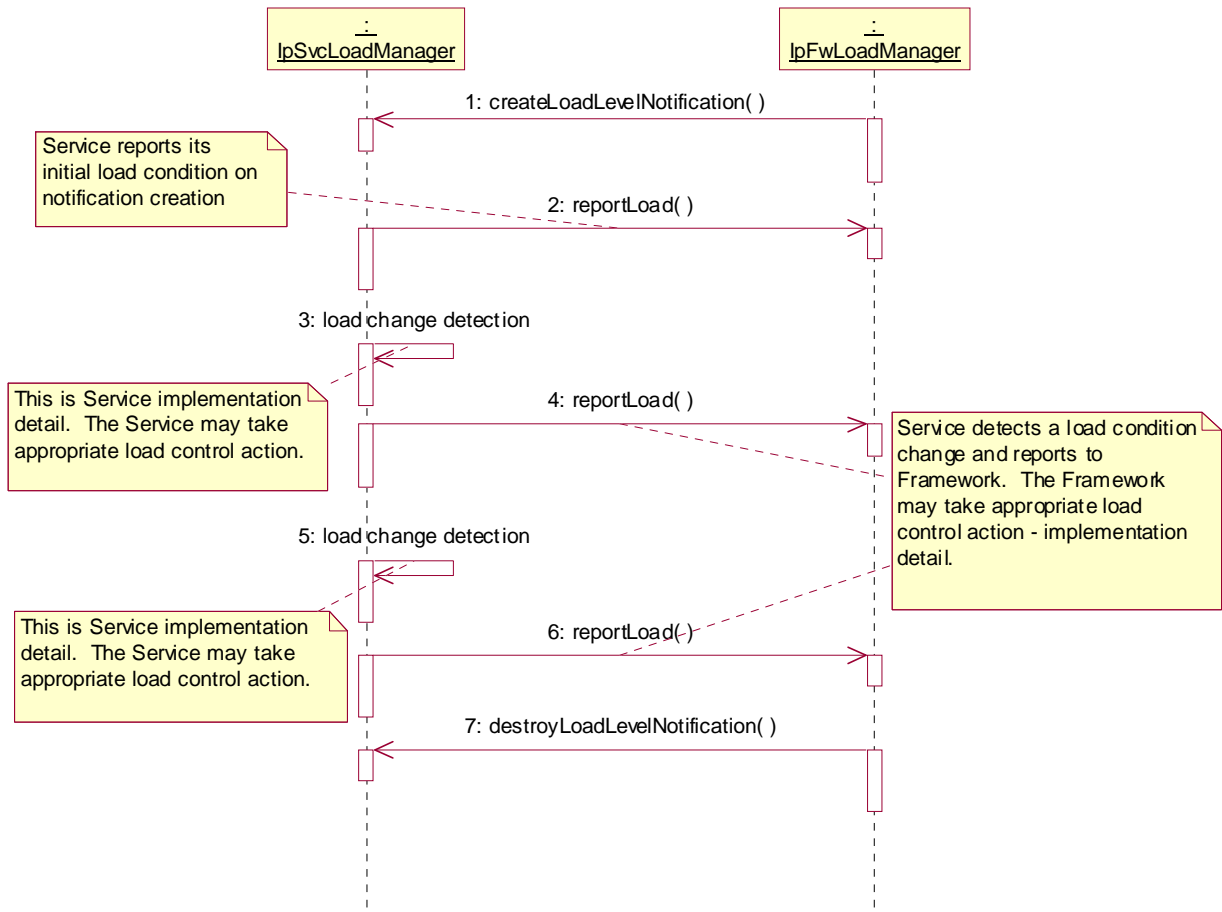 :
IpSvcLoadManager
:
IpFwLoadManager
1: createLoadLevelNotification( )
Service reports its
initial load condition on
notification creation
2: reportLoad( )
3: load change detection
This is Service implementation
detail.  The Service may take
appropriate load control action.
4: reportLoad( )
Service detects a load condition
change and reports to
Framework.  The Framework
may take appropriate load
control action - implementation
detail.
5: load change detection
This is Service implementation
detail.  The Service may take
appropriate load control action.
6: reportLoad( )
7: destroyLoadLevelNotification( )